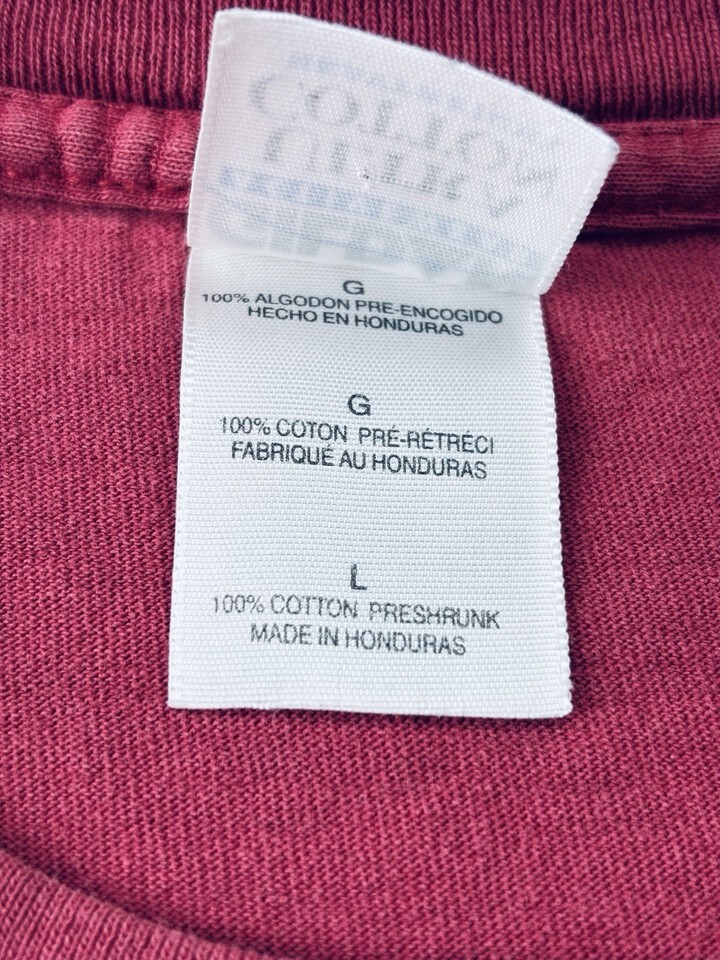 G
100% ALGODON PRE-ENCOGIDO
HECHO EN HONDURAS
G
100% COTON PRÉ-RÉTRÉCI
FABRIQUÉ AU HONDURAS
L
100% COTTON PRESHRUNK
MADE IN HONDURAS